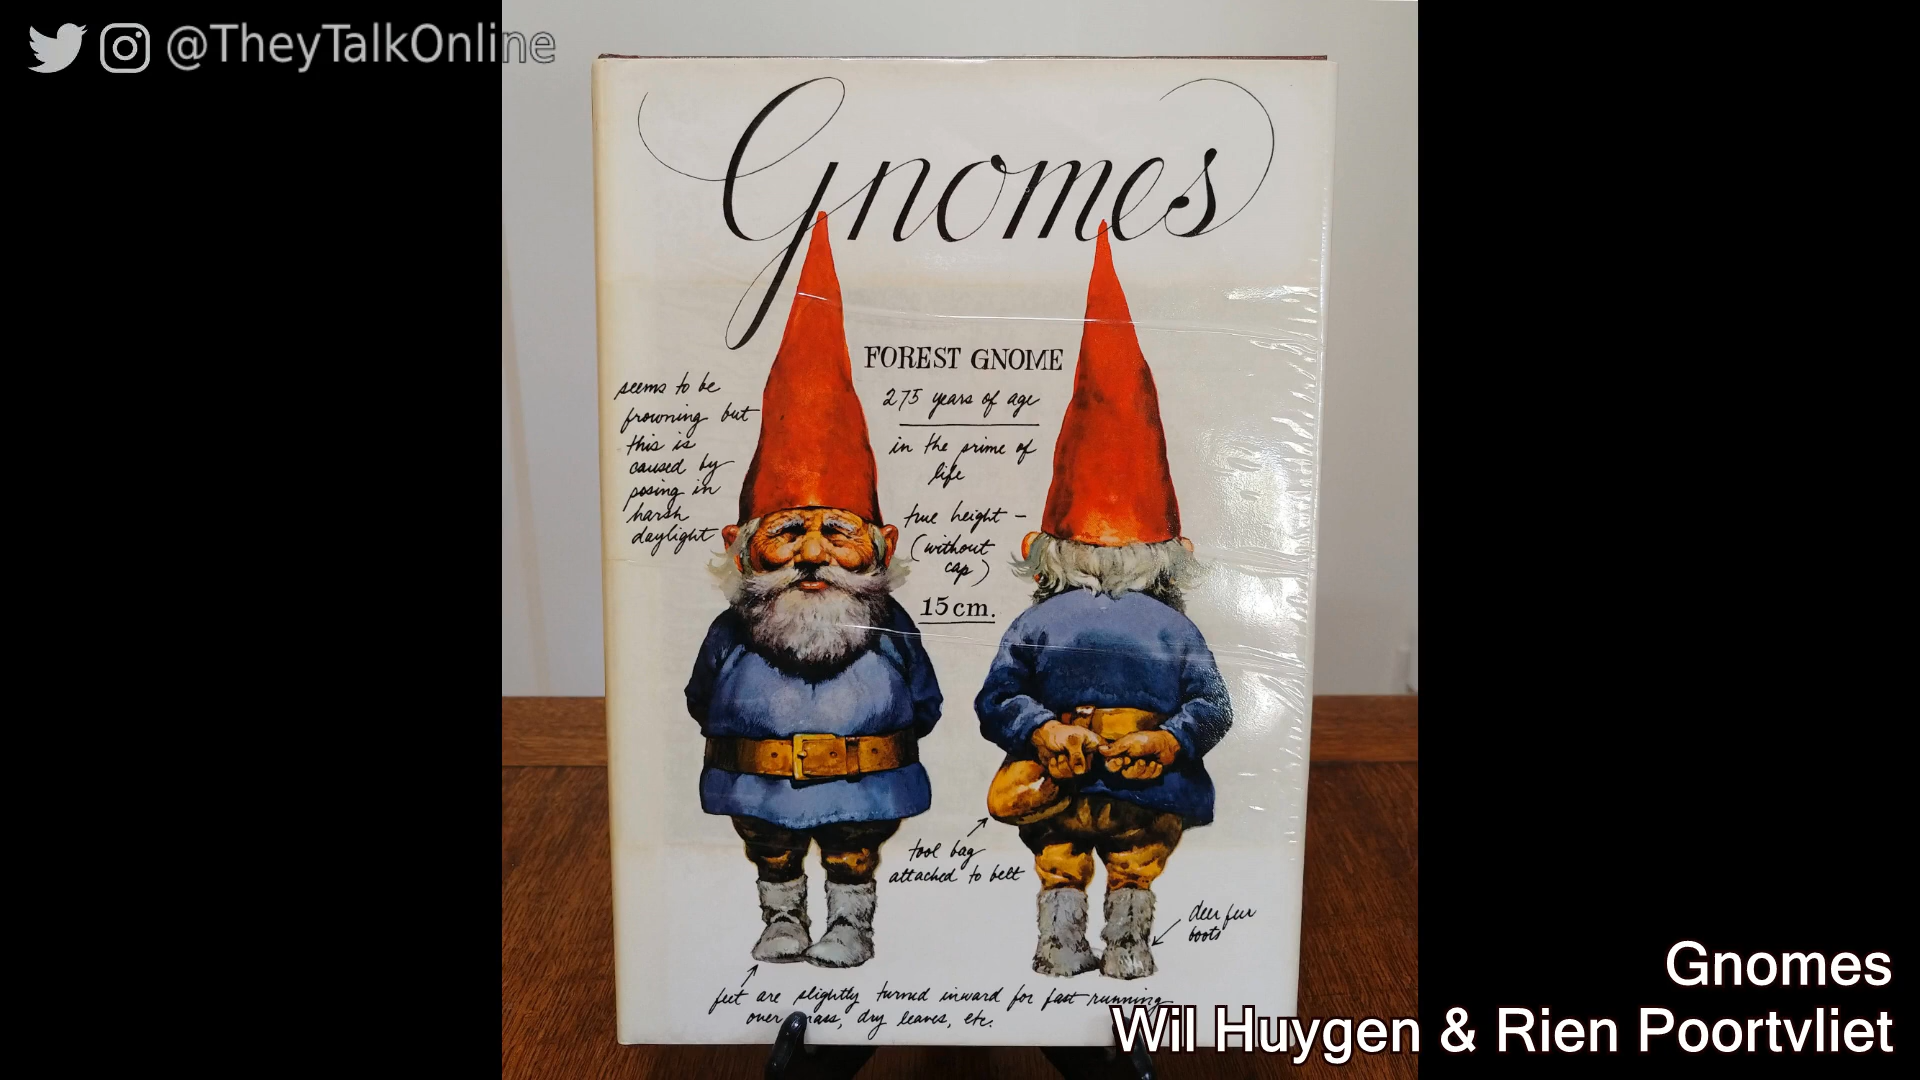 @TheyTalkOnline
Gnomes
FOREST GNOME
275 years of age
in the prime of
life
true height -
(without
cap)
15 cm.
seems to be
frowning but
this is
caused by
posing in
harsh
daylight
tool bag
attached to belt
deer fur
boots
feet are slightly turned inward for fast running
over grass, dry leaves, etc.
Gnomes
Wil Huygen & Rien Poortvliet